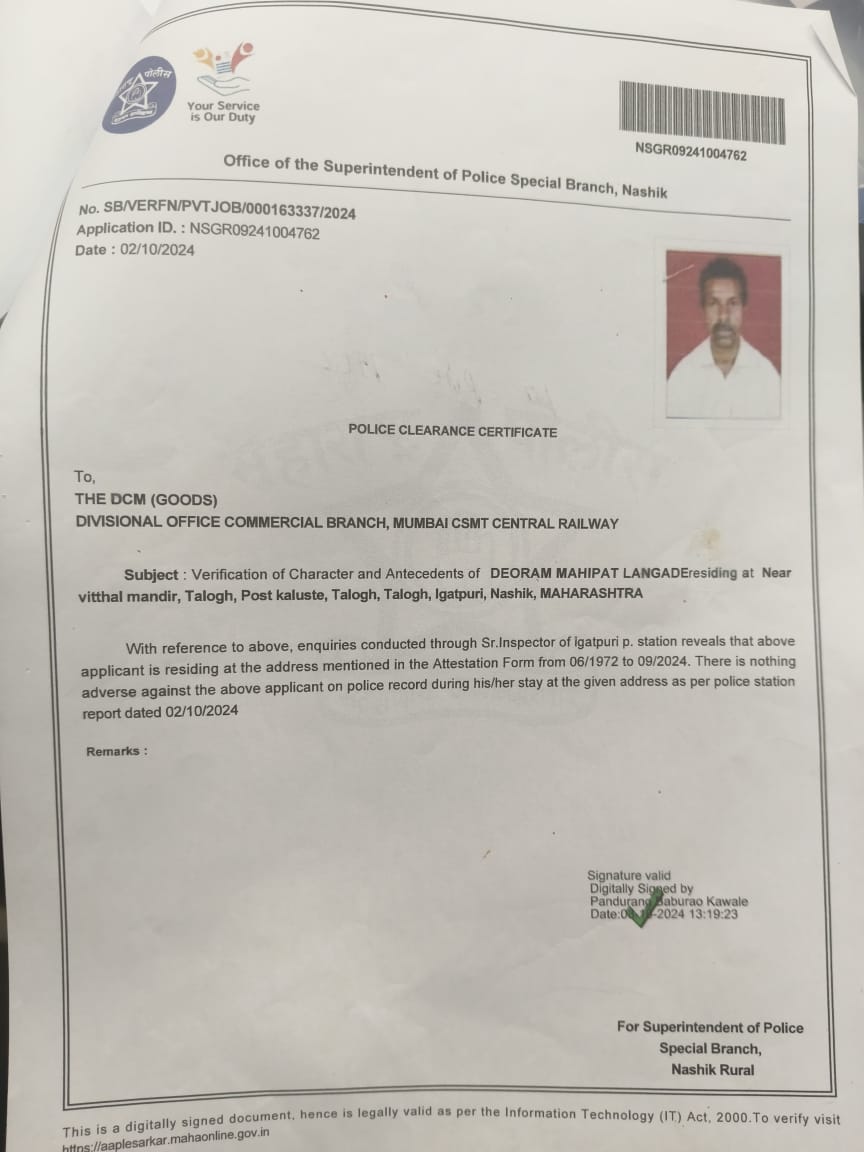 पोलीस
Your Service
is Our Duty
NSGR09241004762
Office of the Superintendent of Police Special Branch, Nashik
No. SB/VERFN/PVTJOB/000163337/2024
Application ID. : NSGR09241004762
Date : 02/10/2024
POLICE CLEARANCE CERTIFICATE
To,
THE DCM (GOODS)
DIVISIONAL OFFICE COMMERCIAL BRANCH, MUMBAI CSMT CENTRAL RAILWAY
Subject : Verification of Character and Antecedents of DEORAM MAHIPAT LANGADEresiding at Near
vitthal mandir, Talogh, Post kaluste, Talogh, Talogh, Igatpuri, Nashik, MAHARASHTRA
With reference to above, enquiries conducted through Sr.Inspector of Igatpuri p. station reveals that above
applicant is residing at the address mentioned in the Attestation Form from 06/1972 to 09/2024. There is nothing
adverse against the above applicant on police record during his/her stay at the given address as per police station
report dated 02/10/2024
Remarks :
Signature valid
Digitally Signed by
Pandurang Baburao Kawale
-2024 13:19:23
For Superintendent of Police
Special Branch,
Nashik Rural
This is a digitally signed document, hence is legally valid as per the Information Technology (IT) Act, 2000.To verify visit
https://aaplesarkar.mahaonline.gov.in